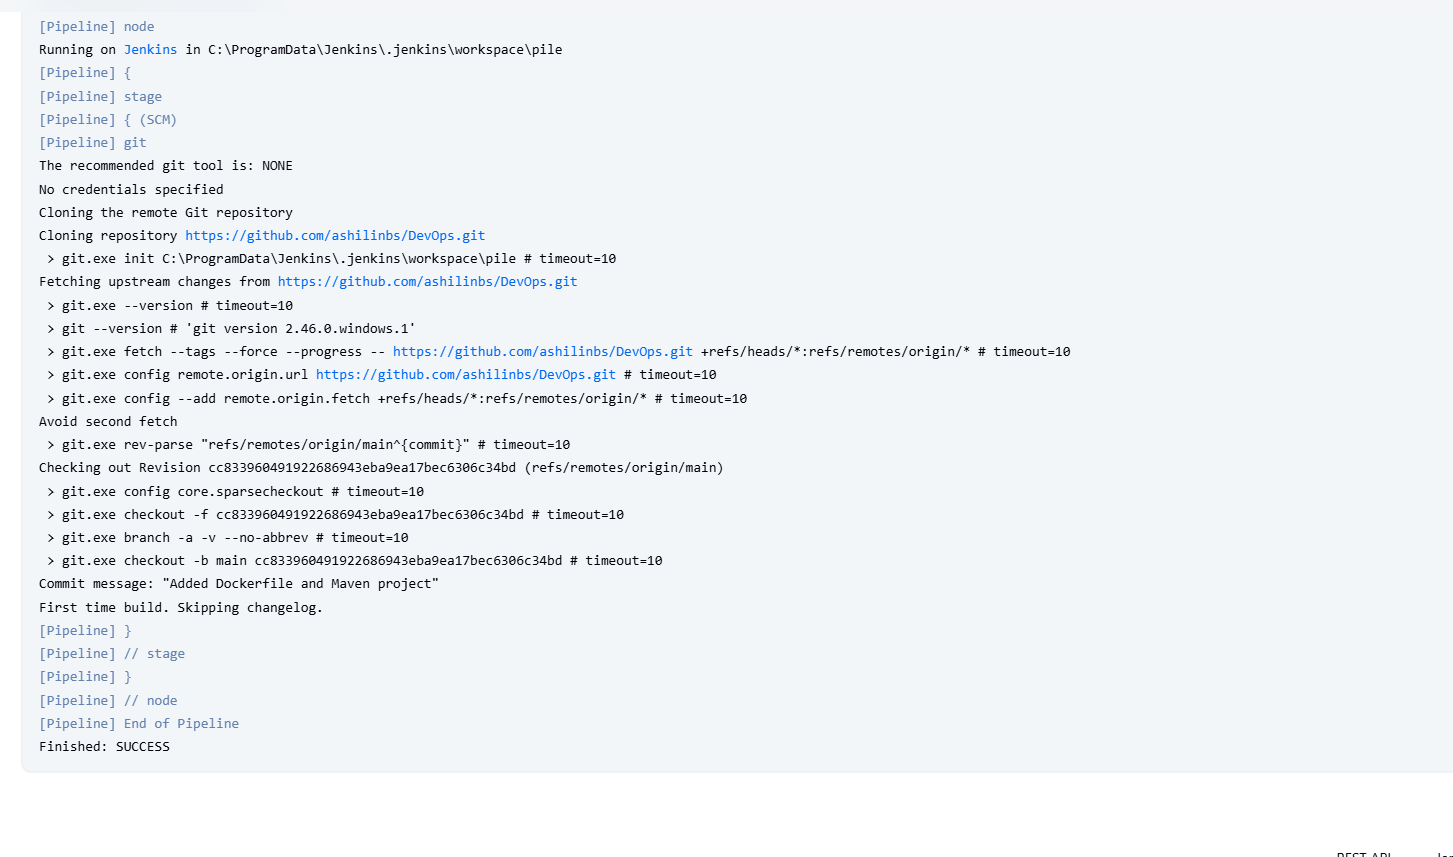 [Pipeline] node
Running on Jenkins in C:\ProgramData\Jenkins\.jenkins\workspace\pile
[Pipeline] {
[Pipeline] stage
[Pipeline] { (SCM)
[Pipeline] git
The recommended git tool is: NONE
No credentials specified
Cloning the remote Git repository
Cloning repository https://github.com/ashilinbs/DevOps.git
 > git.exe init C:\ProgramData\Jenkins\.jenkins\workspace\pile # timeout=10
Fetching upstream changes from https://github.com/ashilinbs/DevOps.git
 > git.exe --version # timeout=10
 > git --version # 'git version 2.46.0.windows.1'
 > git.exe fetch --tags --force --progress -- https://github.com/ashilinbs/DevOps.git +refs/heads/*:refs/remotes/origin/* # timeout=10
 > git.exe config remote.origin.url https://github.com/ashilinbs/DevOps.git # timeout=10
 > git.exe config --add remote.origin.fetch +refs/heads/*:refs/remotes/origin/* # timeout=10
Avoid second fetch
 > git.exe rev-parse "refs/remotes/origin/main^{commit}" # timeout=10
Checking out Revision cc833960491922686943eba9ea17bec6306c34bd (refs/remotes/origin/main)
 > git.exe config core.sparsecheckout # timeout=10
 > git.exe checkout -f cc833960491922686943eba9ea17bec6306c34bd # timeout=10
 > git.exe branch -a -v --no-abbrev # timeout=10
 > git.exe checkout -b main cc833960491922686943eba9ea17bec6306c34bd # timeout=10
Commit message: "Added Dockerfile and Maven project"
First time build. Skipping changelog.
[Pipeline] }
[Pipeline] // stage
[Pipeline] }
[Pipeline] // node
[Pipeline] End of Pipeline
Finished: SUCCESS
REST API